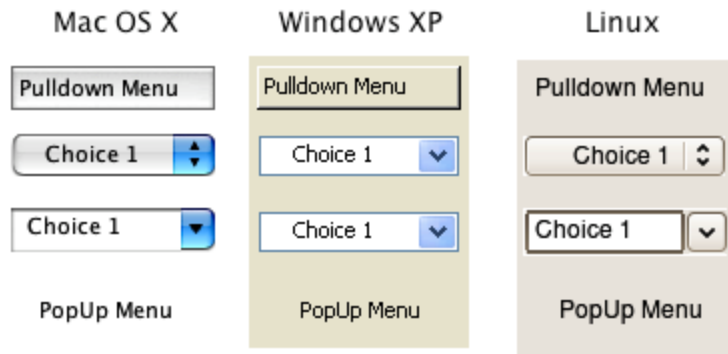 Mac OS X
Windows XP
Linux
Pulldown Menu
Pulldown Menu
Pulldown Menu
Choice 1
Choice 1
Choice 1
Choice 1
Choice 1
Choice 1
PopUp Menu
PopUp Menu
PopUp Menu